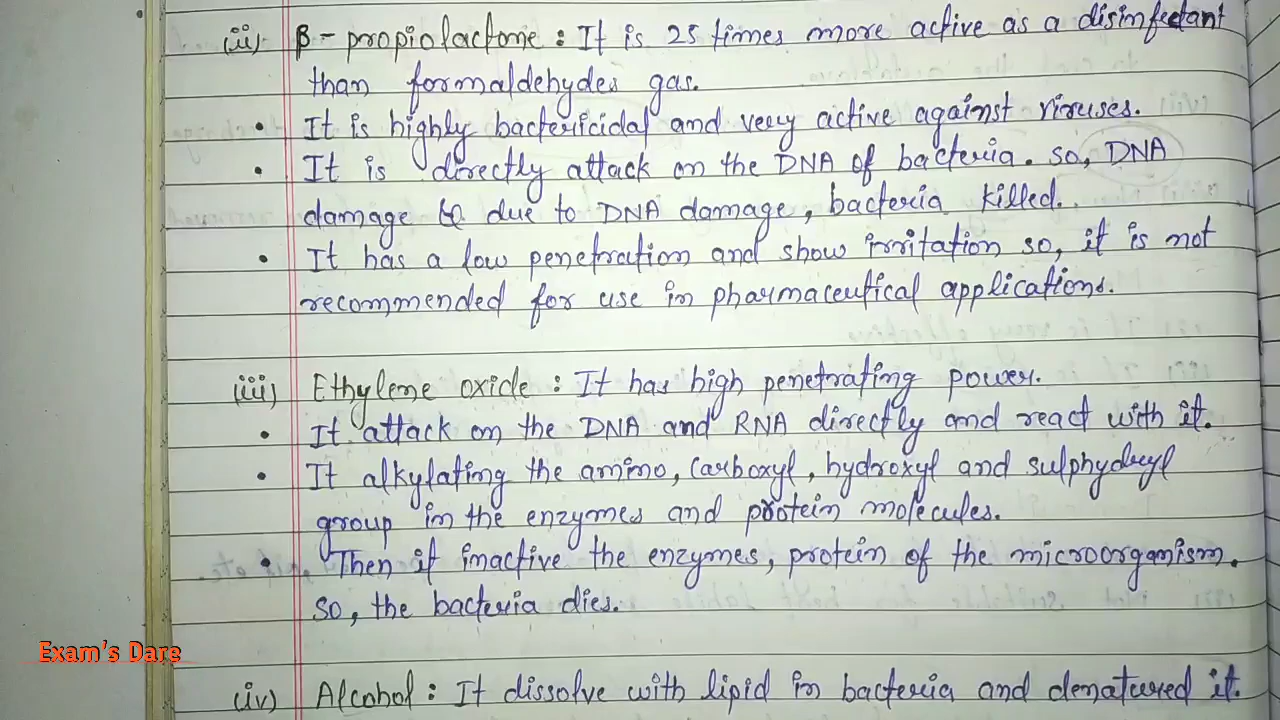 (ii) β-propiolactone : It is 25 times more active as a disinfectant
than formaldehydes gas.
• It is highly bactericidal and very active against viruses.
• It is directly attack on the DNA of bacteria. so, DNA
damage & due to DNA damage, bacteria killed.
• It has a low penetration and show irritation so, it is not
recommended for use in pharmaceutical applications.
(iii) Ethylene oxide : It has high penetrating power.
• It attack on the DNA and RNA directly and react with it.
• It alkylating the amino, carboxyl, hydroxyl and sulphydryl
group in the enzymes and protein molecules.
• Then it inactive the enzymes, protein of the microorganism.
so, the bacteria dies.
Exam's Dare
(iv) Alcohol : It dissolve with lipid in bacteria and denatured it.